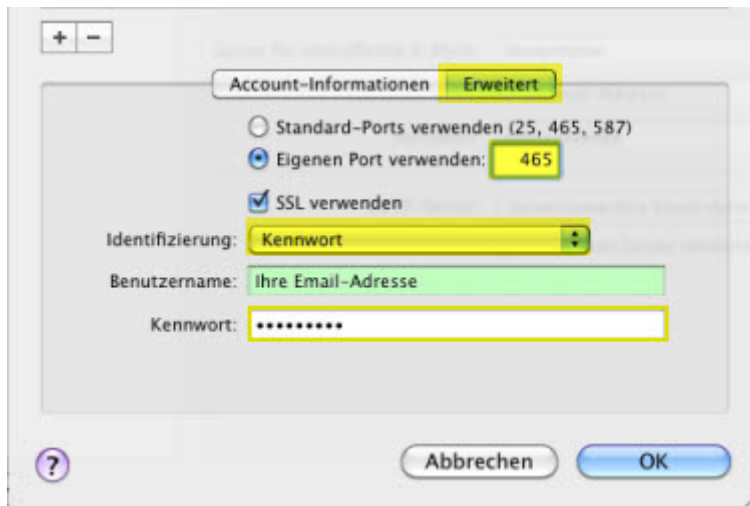 + −
Account-Informationen Erweitert
Standard-Ports verwenden (25, 465, 587)
Eigenen Port verwenden: 465
SSL verwenden
Identifizierung: Kennwort
Benutzername: Ihre Email-Adresse
Kennwort: •••••••••
? Abbrechen OK